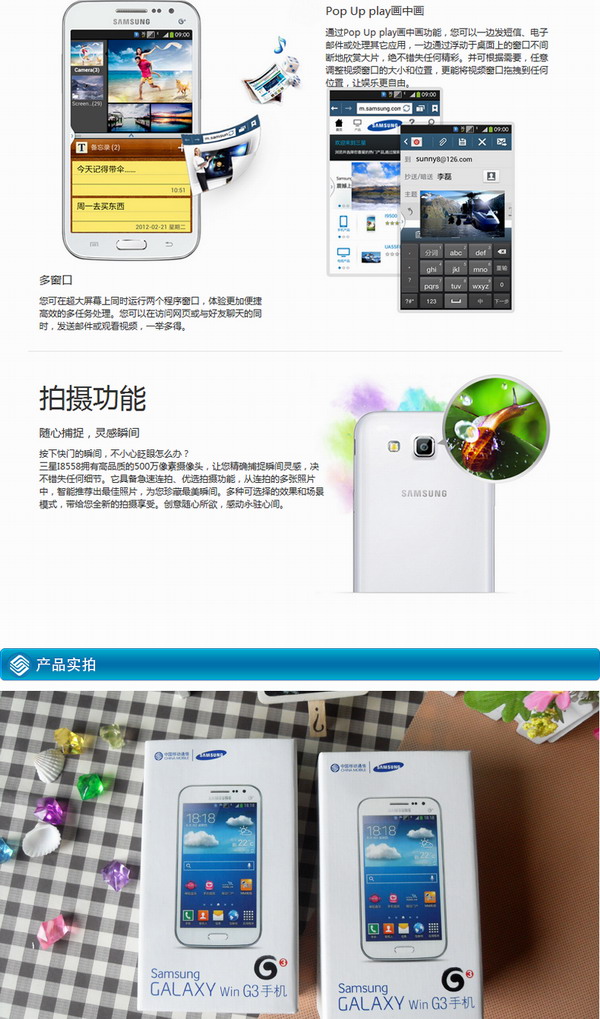 Pop Up play画中画
通过Pop Up play画中画功能，您可以一边发短信、电子
邮件或处理其它应用，一边通过浮动于桌面上的窗口不间
断地欣赏大片，绝不错失任何精彩。并可根据需要，任意
调整视频窗口的大小和位置，更能将视频窗口拖拽到任何
位置，让娱乐更自由。
SAMSUNG
09:00
Camera(3)
Screen...(29)
备忘录 (2)
今天记得带伞......
10:51
周一去买东西
2012-02-21 星期二
m.samsung
09:00
m.samsung.com
SAMSUNG
09:00
到 sunny8@126.com
抄送/暗送 李磊
主题
分词 abc def
ghi jkl mno 重输
pqrs tuv wxyz 0
?!* 123 中 下一步
多窗口
您可在超大屏幕上同时运行两个程序窗口，体验更加便捷
高效的多任务处理。您可以在访问网页或与好友聊天的同
时，发送邮件或观看视频，一举多得。
拍摄功能
随心捕捉，灵感瞬间
按下快门的瞬间，不小心眨眼怎么办？
三星I8558拥有高品质的500万像素摄像头，让您精确捕捉瞬间灵感，决
不错失任何细节。它具备急速连拍、优选拍摄功能，从连拍的多张照片
中，智能推荐出最佳照片，为您珍藏最美瞬间。多种可选择的效果和场景
模式，带给您全新的拍摄享受。创意随心所欲，感动永驻心间。
SAMSUNG
产品实拍
中国移动通信
CHINA MOBILE
SAMSUNG
SAMSUNG
18:18
22°
G3
Samsung
GALAXY Win G3手机
中国移动通信
CHINA MOBILE
SAMSUNG
SAMSUNG
18:18
22°
G3
Samsung
GALAXY Win G3手机